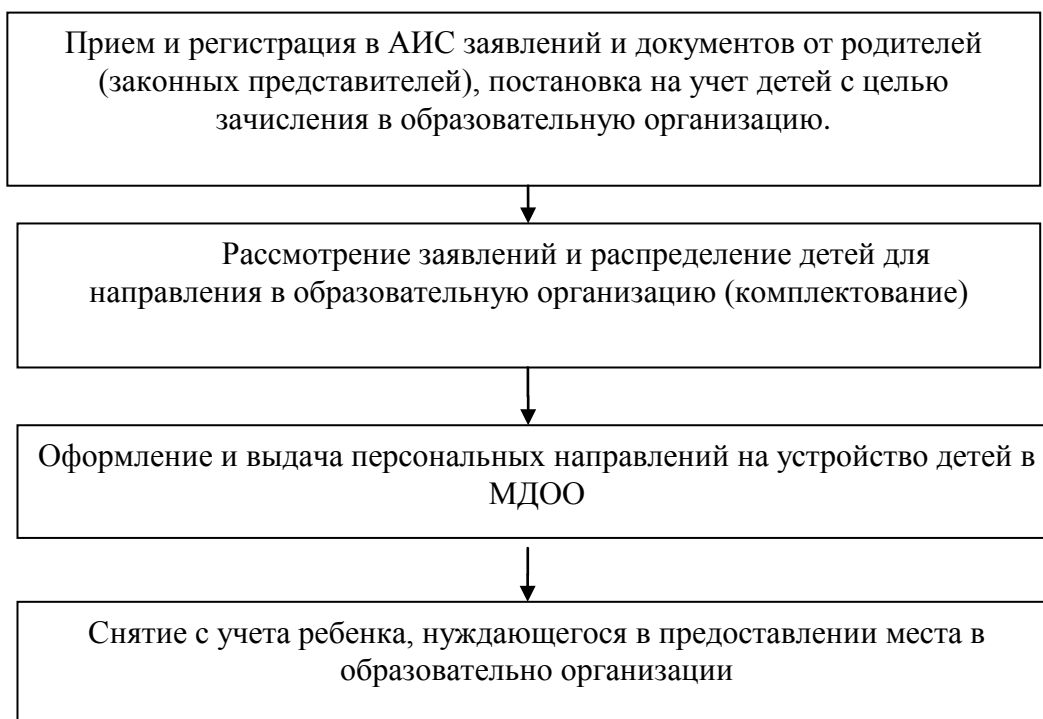 Прием и регистрация в АИС заявлений и документов от родителей
(законных представителей), постановка на учет детей с целью
зачисления в образовательную организацию.
Рассмотрение заявлений и распределение детей для
направления в образовательную организацию (комплектование)
Оформление и выдача персональных направлений на устройство детей в
МДОО
Снятие с учета ребенка, нуждающегося в предоставлении места в
образовательно организации